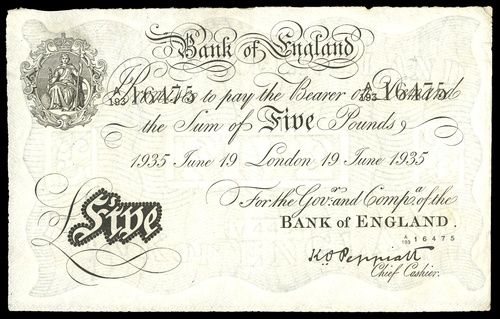 Bank of England
A/193 16475 A/193 16475
I Promise to pay the Bearer on Demand
the Sum of Five Pounds
1935 June 19 London 19 June 1935
For the Govr. and Compa. of the
BANK of ENGLAND.
£Five
A/193 16475
K O Peppiatt
Chief Cashier.